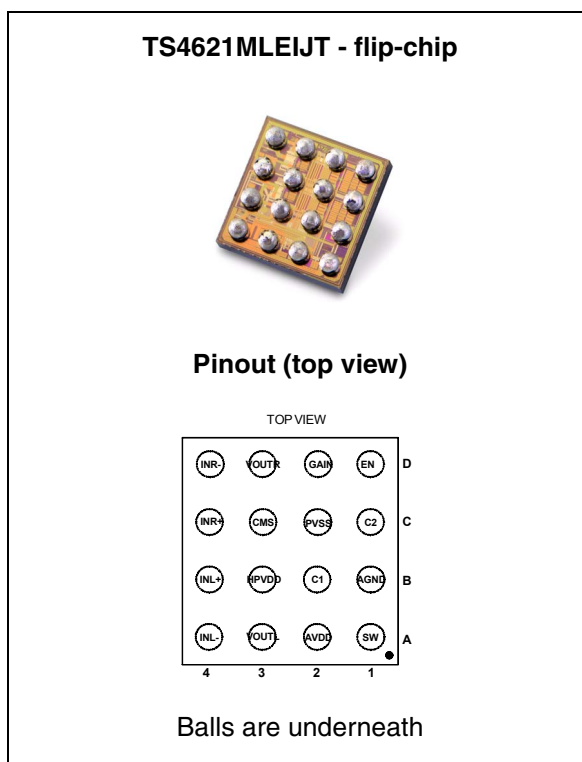 TS4621MLEIJT - flip-chip
Pinout (top view)
TOP VIEW
INR- VOUTR GAIN EN D
INR+ CMS PVSS C2 C
INL+ HPVDD C1 AGND B
INL- VOUTL AVDD SW A
4 3 2 1
Balls are underneath